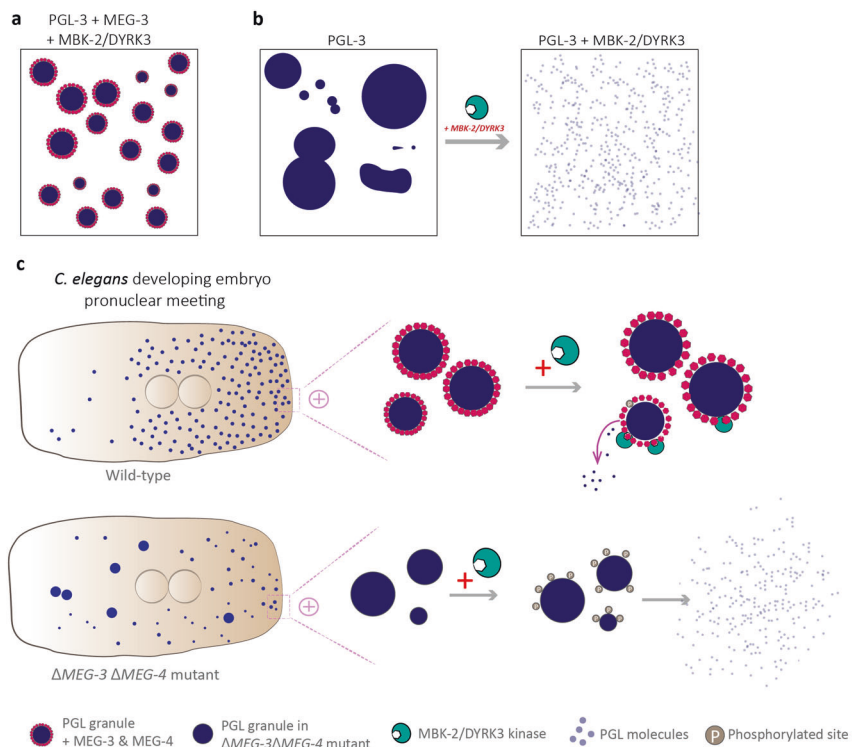 a
PGL-3 + MEG-3
+ MBK-2/DYRK3
b
PGL-3
+ MBK-2/DYRK3
PGL-3 + MBK-2/DYRK3
c
C. elegans developing embryo
pronuclear meeting
+
+
Wild-type
P
P
P
+
+
P
P
P
P
P
P
P
P
P
P
P
P
ΔMEG-3 ΔMEG-4 mutant
PGL granule
+ MEG-3 & MEG-4
PGL granule in
ΔMEG-3ΔMEG-4 mutant
MBK-2/DYRK3 kinase
PGL molecules
P
Phosphorylated site